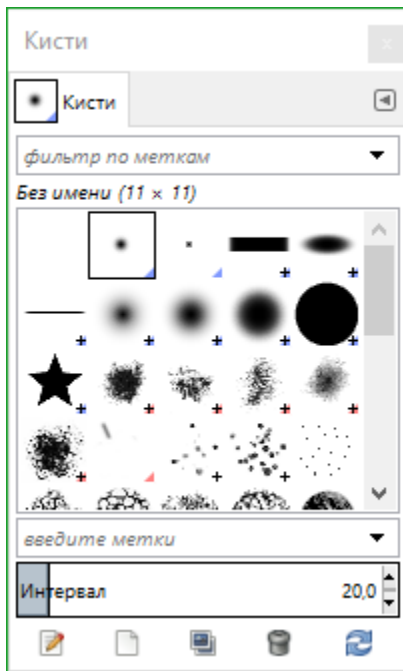 Кисти
Кисти
фильтр по меткам
Без имени (11 × 11)
введите метки
Интервал 20,0